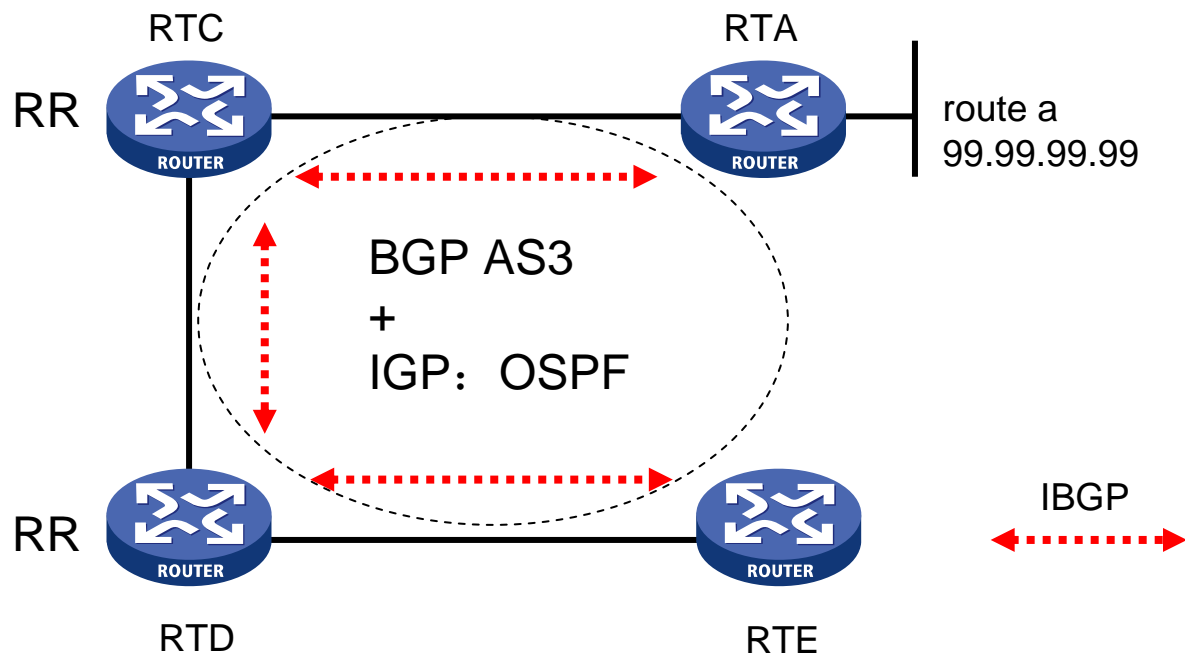 RTC
RTA
RR
ROUTER
ROUTER
route a
99.99.99.99
BGP AS3
+
IGP：OSPF
IBGP
RR
ROUTER
ROUTER
RTD
RTE